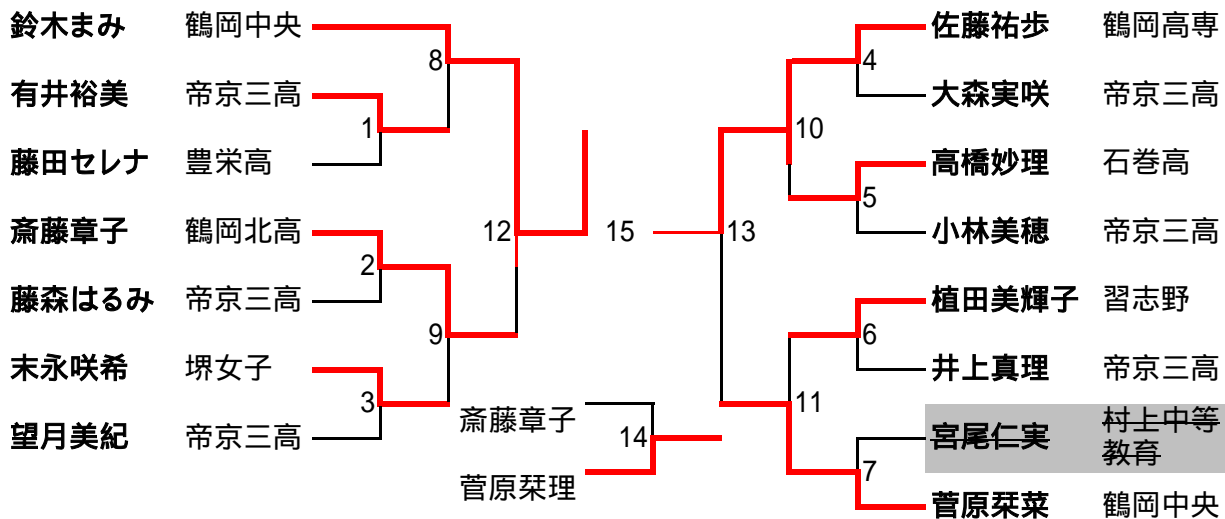 鈴木まみ 鶴岡中央
有井裕美 帝京三高
藤田セレナ 豊栄高
斎藤章子 鶴岡北高
藤森はるみ 帝京三高
末永咲希 堺女子
望月美紀 帝京三高
8
1
2
9
3
12
15
斎藤章子
菅原栞理
14
13
10
11
4
5
6
7
佐藤祐歩 鶴岡高専
大森実咲 帝京三高
高橋妙理 石巻高
小林美穂 帝京三高
植田美輝子 習志野
井上真理 帝京三高
宮尾仁実 村上中等
教育
菅原栞菜 鶴岡中央